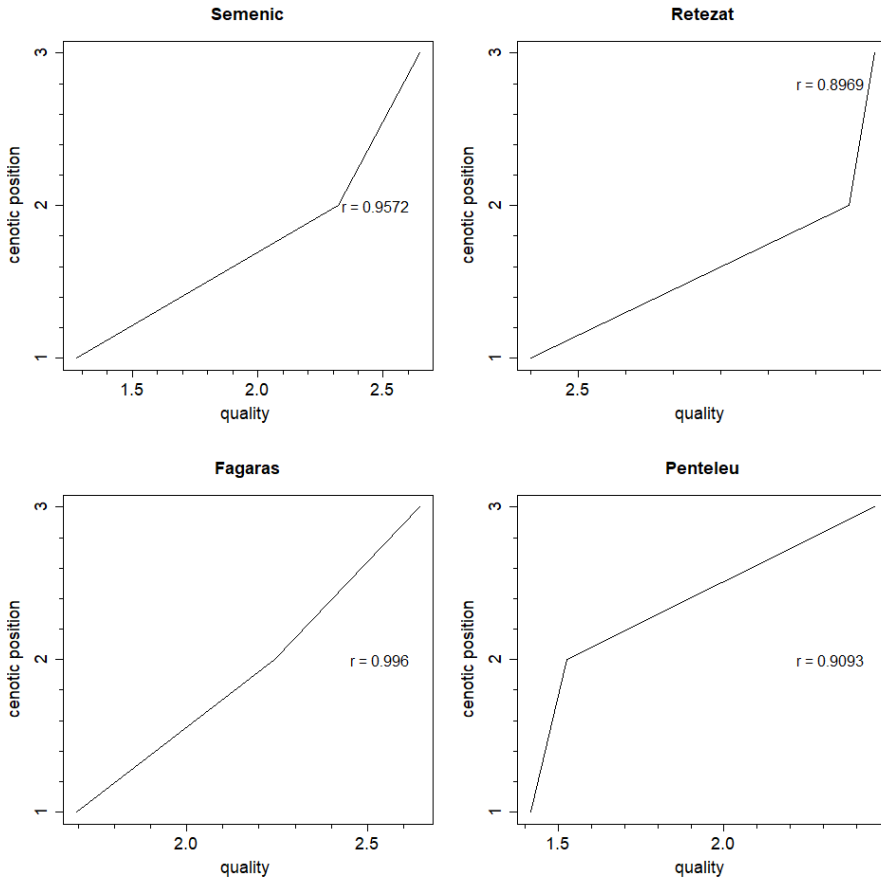 Semenic
3
2
1
cenotic position
r = 0.9572
1.5 2.0 2.5
quality
Retezat
3
2
1
cenotic position
r = 0.8969
2.5
quality
Fagaras
3
2
1
cenotic position
r = 0.996
2.0 2.5
quality
Penteleu
3
2
1
cenotic position
r = 0.9093
1.5 2.0
quality